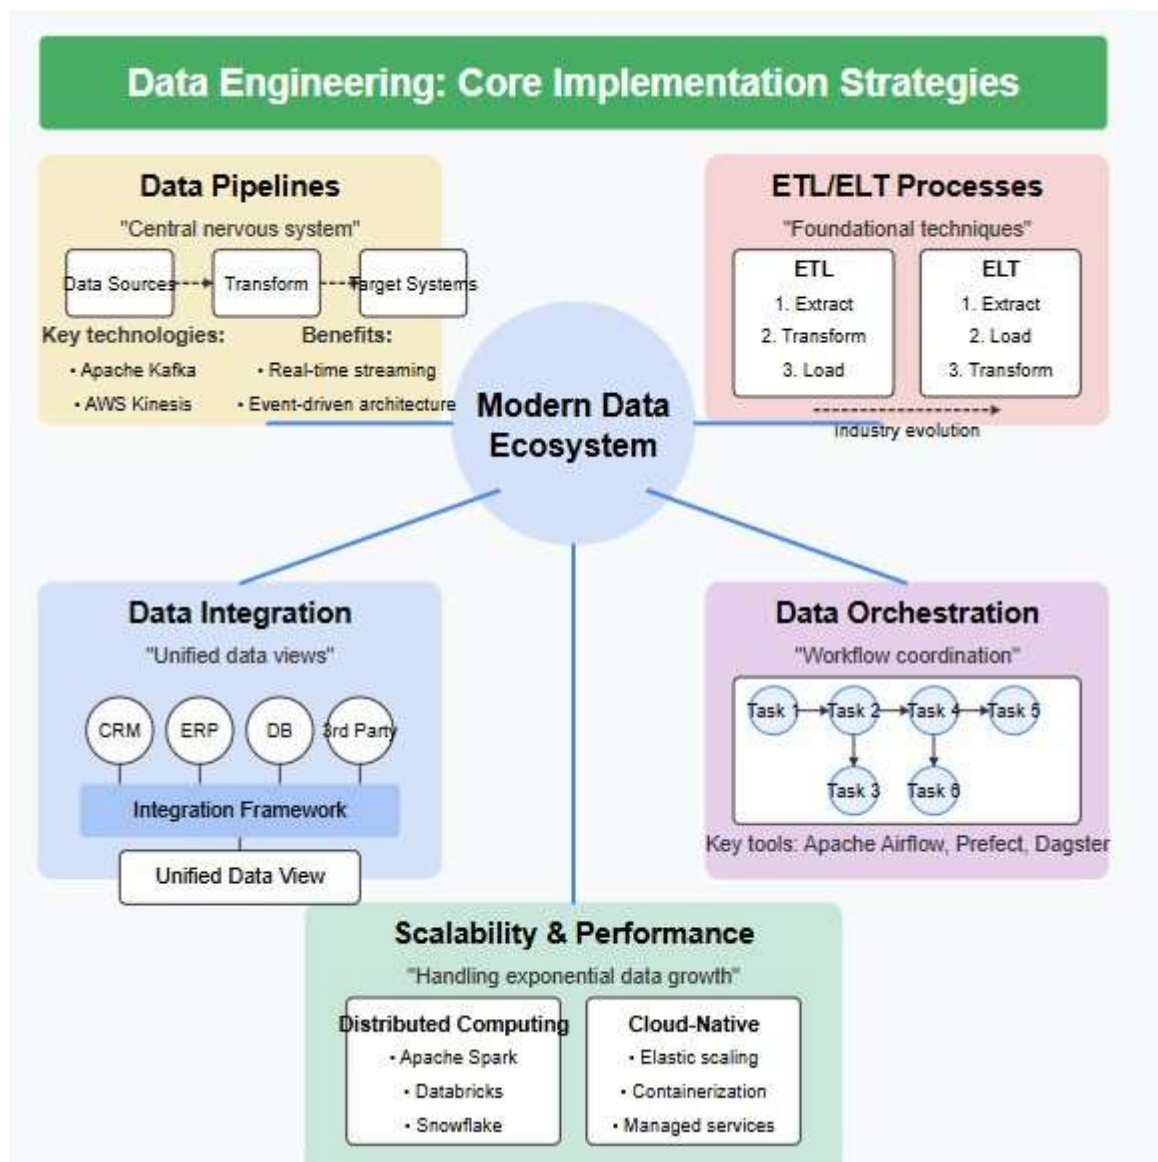 Data Engineering: Core Implementation Strategies
Data Pipelines
"Central nervous system"
Data Sources
Transform
Target Systems
Key technologies:
• Apache Kafka
• AWS Kinesis
Benefits:
• Real-time streaming
• Event-driven architecture
ETL/ELT Processes
"Foundational techniques"
ETL
1. Extract
2. Transform
3. Load
ELT
1. Extract
2. Load
3. Transform
Industry evolution
Modern Data
Ecosystem
Data Integration
"Unified data views"
CRM
ERP
DB
3rd Party
Integration Framework
Unified Data View
Data Orchestration
"Workflow coordination"
Task 1
Task 2
Task 4
Task 5
Task 3
Task 6
Key tools: Apache Airflow, Prefect, Dagster
Scalability & Performance
"Handling exponential data growth"
Distributed Computing
• Apache Spark
• Databricks
• Snowflake
Cloud-Native
• Elastic scaling
• Containerization
• Managed services